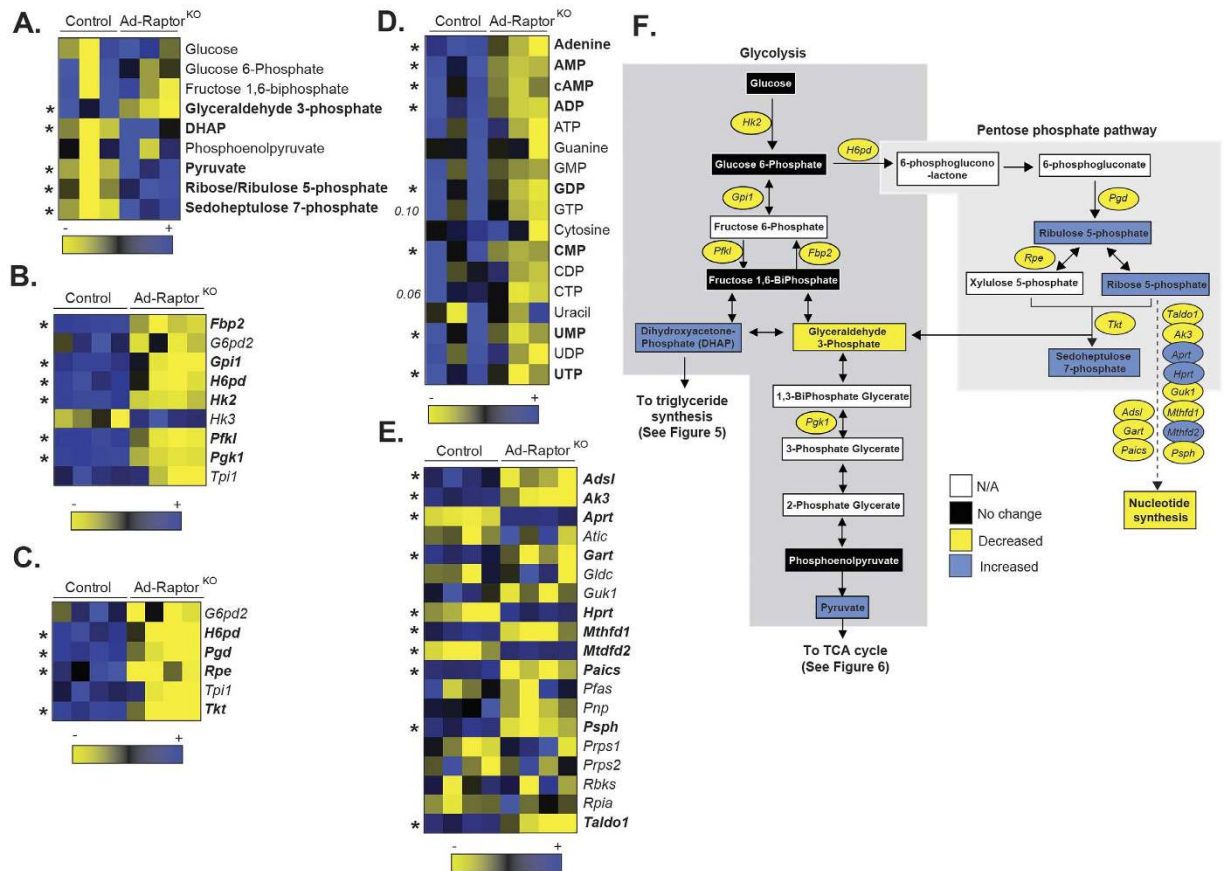 A.
Control Ad-Raptor KO
* Glucose
Glucose 6-Phosphate
Fructose 1,6-biphosphate
* Glyceraldehyde 3-phosphate
* DHAP
Phosphoenolpyruvate
* Pyruvate
* Ribose/Ribulose 5-phosphate
* Sedoheptulose 7-phosphate
- +
B.
Control Ad-Raptor KO
* Fbp2
G6pd2
* Gpi1
* H6pd
* Hk2
Hk3
* Pfkl
* Pgk1
Tpi1
- +
C.
Control Ad-Raptor KO
G6pd2
* H6pd
* Pgd
* Rpe
Tpi1
* Tkt
- +
D.
Control Ad-Raptor KO
* Adenine
* AMP
* cAMP
* ADP
ATP
Guanine
GMP
* GDP
0.10 GTP
Cytosine
* CMP
CDP
0.06 CTP
Uracil
* UMP
UDP
* UTP
- +
E.
Control Ad-Raptor KO
* Adsl
* Ak3
* Aprt
Atic
* Gart
Gldc
Guk1
* Hprt
* Mthfd1
* Mtdfd2
* Paics
Pfas
Pnp
* Psph
Prps1
Prps2
Rbks
Rpia
* Taldo1
- +
F.
Glycolysis
Glucose
Hk2
Glucose 6-Phosphate
H6pd
Gpi1
Fructose 6-Phosphate
Pfkl
Fbp2
Fructose 1,6-BiPhosphate
Dihydroxyacetone-
Phosphate (DHAP)
Glyceraldehyde
3-Phosphate
To triglyceride
synthesis
(See Figure 5)
1,3-BiPhosphate Glycerate
Pgk1
3-Phosphate Glycerate
2-Phosphate Glycerate
Phosphoenolpyruvate
Pyruvate
To TCA cycle
(See Figure 6)
Pentose phosphate pathway
6-phosphoglucono
-lactone
6-phosphogluconate
Pgd
Ribulose 5-phosphate
Rpe
Xylulose 5-phosphate
Ribose 5-phosphate
Tkt
Sedoheptulose
7-phosphate
Taldo1
Ak3
Aprt
Hprt
Guk1
Mthfd1
Mthfd2
Psph
Adsl
Gart
Paics
Nucleotide
synthesis
N/A
No change
Decreased
Increased